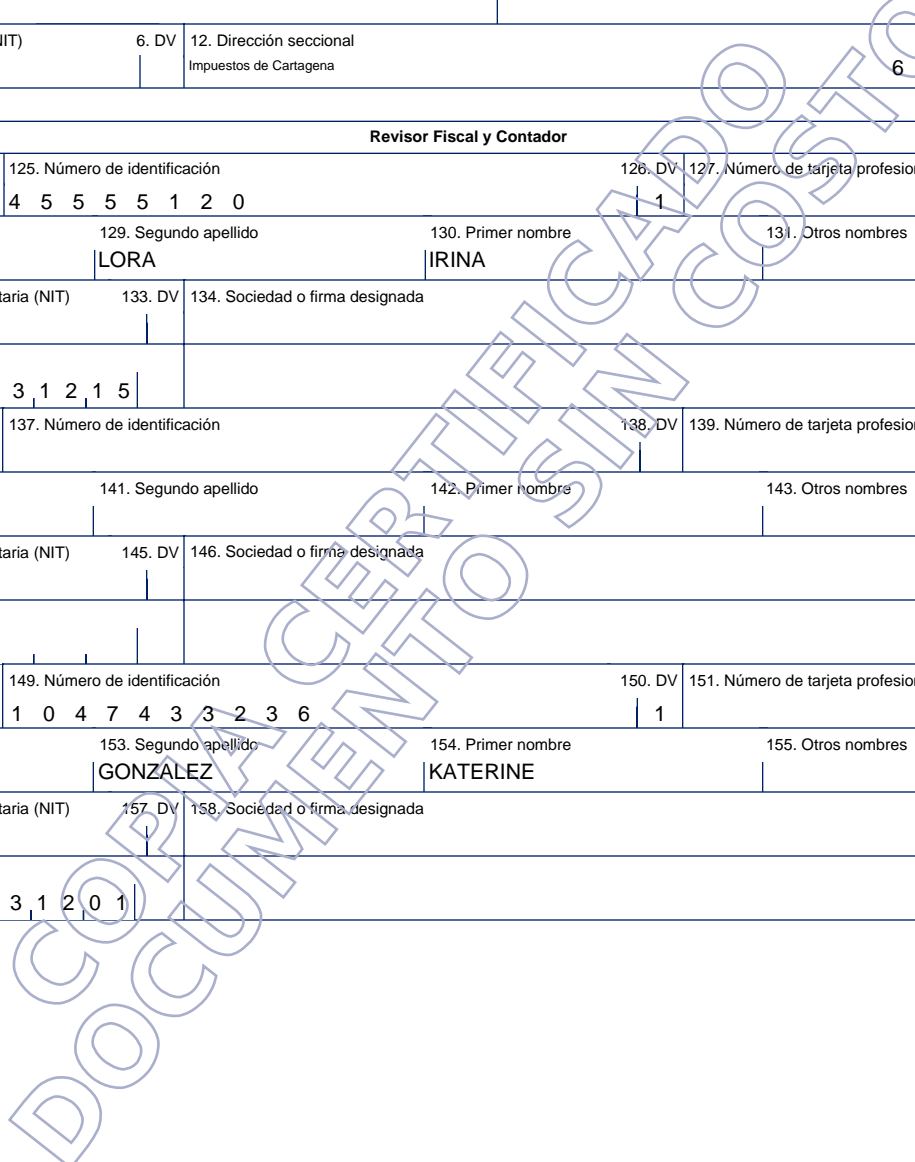 IIT) 6. DV 12. Dirección seccional
Impuestos de Cartagena 6
Revisor Fiscal y Contador
125. Número de identificación 126. DV 127. Número de tarjeta profesion
4 5 5 5 5 1 2 0 1
129. Segundo apellido 130. Primer nombre 131. Otros nombres
LORA IRINA
taria (NIT) 133. DV 134. Sociedad o firma designada
3 1 2 1 5
137. Número de identificación 138. DV 139. Número de tarjeta profesion
141. Segundo apellido 142. Primer nombre 143. Otros nombres
taria (NIT) 145. DV 146. Sociedad o firma designada
149. Número de identificación 150. DV 151. Número de tarjeta profesion
1 0 4 7 4 3 3 2 3 6 1
153. Segundo apellido 154. Primer nombre 155. Otros nombres
GONZALEZ KATERINE
taria (NIT) 157. DV 158. Sociedad o firma designada
3 1 2 0 1
COPIA CERTIFICADO
DOCUMENTO SIN COSTO